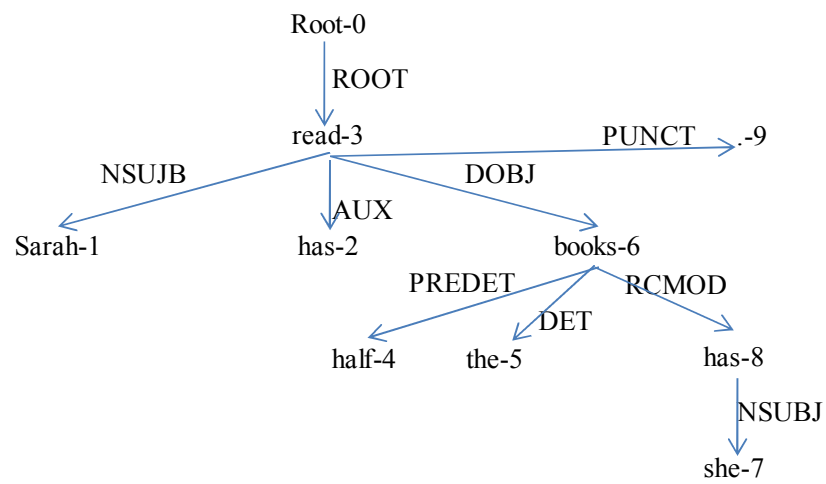 Root-0
ROOT
read-3
PUNCT
.-9
NSUJB
DOBJ
AUX
Sarah-1
has-2
books-6
PREDET
RCMOD
DET
half-4
the-5
has-8
NSUBJ
she-7